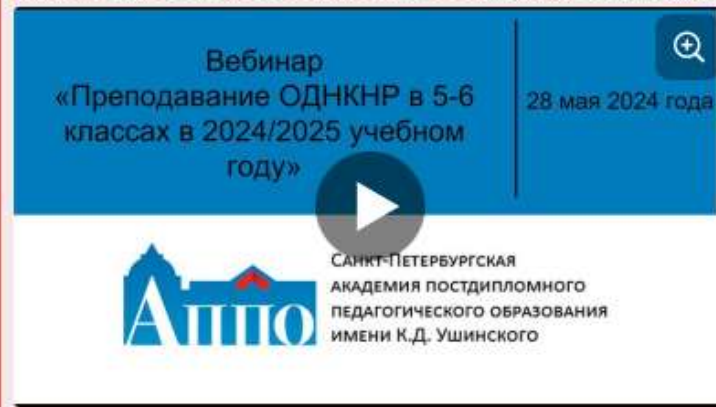 Вебинар
«Преподавание ОДНКНР в 5-6
классах в 2024/2025 учебном
году»
28 мая 2024 года
АППО
Санкт-Петербургская
академия постдипломного
педагогического образования
имени К.Д. Ушинского